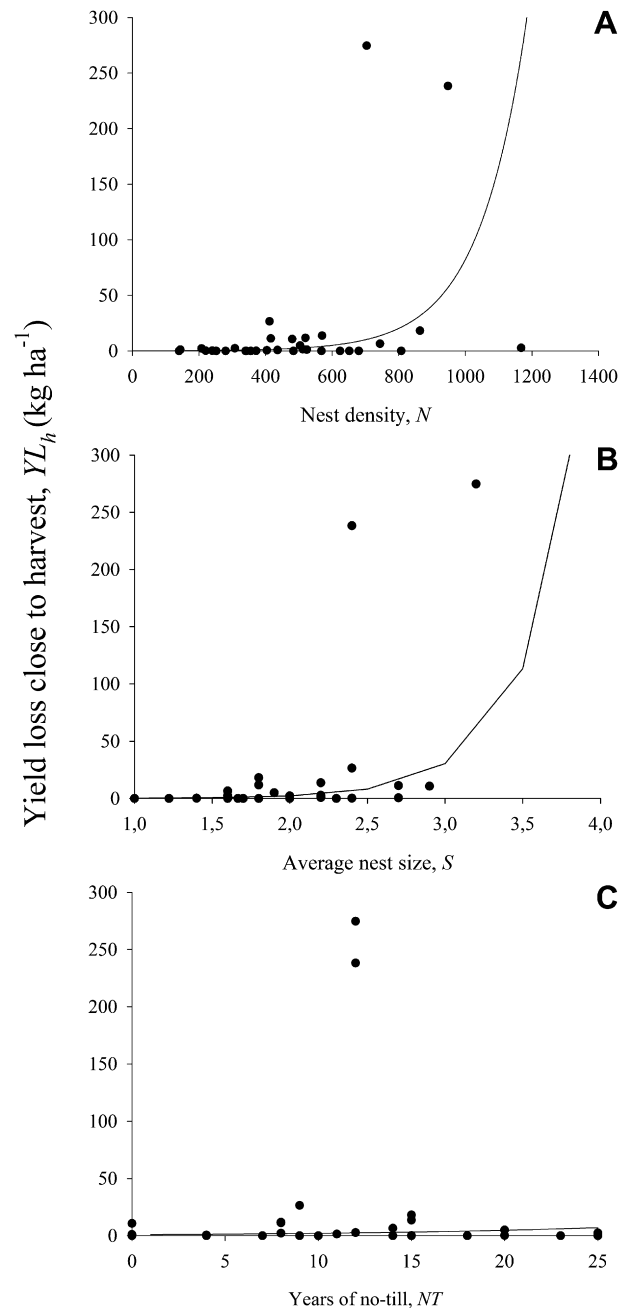 A
300
250
200
150
100
50
0
0 200 400 600 800 1000 1200 1400
Nest density, N
Yield loss close to harvest, YLh (kg ha-1)
B
300
250
200
150
100
50
0
1,0 1,5 2,0 2,5 3,0 3,5 4,0
Average nest size, S
C
300
250
200
150
100
50
0
0 5 10 15 20 25
Years of no-till, NT